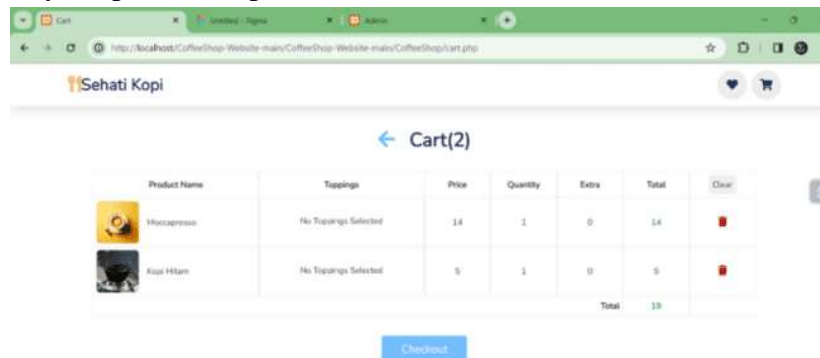 Cart
Untitled - Figma
Admin
http://localhost/CoffeeShop-Website-main/CoffeeShop-Website-main/CoffeeShop/cart.php
Sehati Kopi
Cart(2)
Product Name Toppings Price Quantity Extra Total Clear
Moccapresso No Toppings Selected 14 1 0 14
Kopi Hitam No Toppings Selected 5 1 0 5
Total 19
Checkout